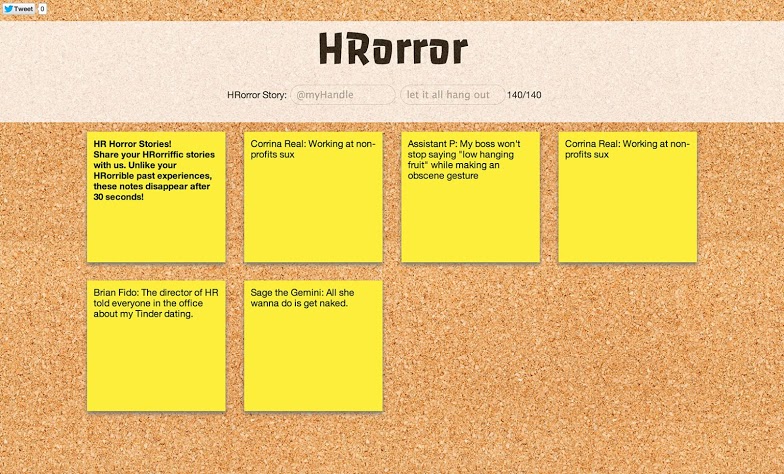 Tweet 0
HRorror
HRorror Story: @myHandle let it all hang out 140/140
HR Horror Stories!
Share your HRorriffic stories
with us. Unlike your
HRorrible past experiences,
these notes disappear after
30 seconds!
Corrina Real: Working at non-
profits sux
Assistant P: My boss won't
stop saying "low hanging
fruit" while making an
obscene gesture
Corrina Real: Working at non-
profits sux
Brian Fido: The director of HR
told everyone in the office
about my Tinder dating.
Sage the Gemini: All she
wanna do is get naked.